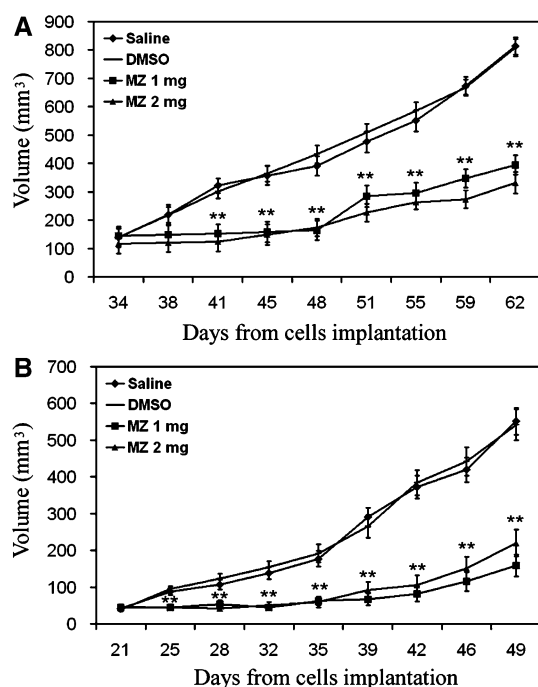 A
900
800
700
600
500
400
300
200
100
0
Volume (mm³)
Saline
DMSO
MZ 1 mg
MZ 2 mg
** ** ** ** ** ** **
34 38 41 45 48 51 55 59 62
Days from cells implantation
B
700
600
500
400
300
200
100
0
Volume (mm³)
Saline
DMSO
MZ 1 mg
MZ 2 mg
** ** ** ** ** ** ** **
21 25 28 32 35 39 42 46 49
Days from cells implantation